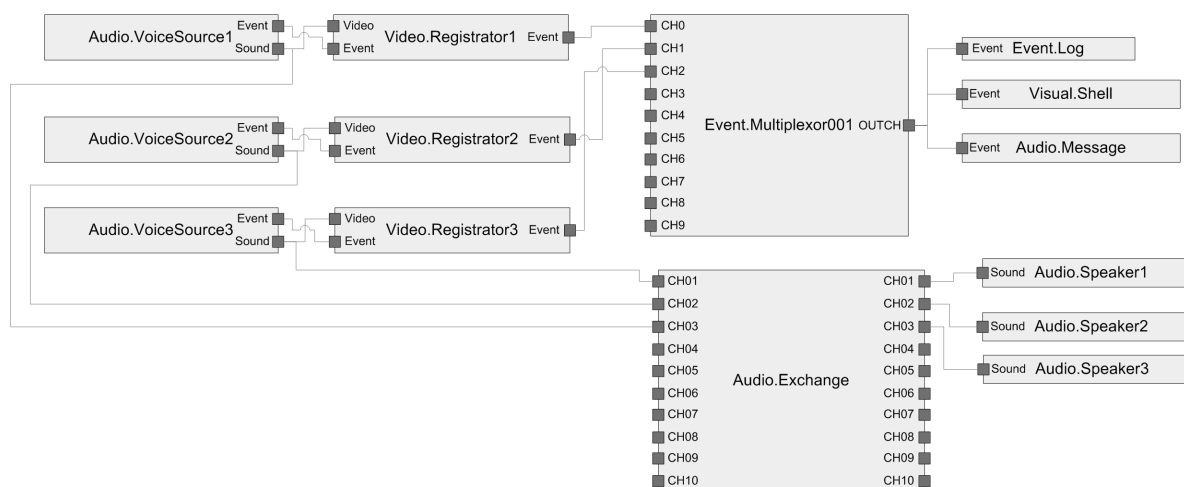 Audio.VoiceSource1
Event
Sound
Video
Event
Video.Registrator1
Event
Audio.VoiceSource2
Event
Sound
Video
Event
Video.Registrator2
Event
Audio.VoiceSource3
Event
Sound
Video
Event
Video.Registrator3
Event
CH0
CH1
CH2
CH3
CH4
CH5
CH6
CH7
CH8
CH9
Event.Multiplexor001
OUTCH
Event
Event.Log
Event
Visual.Shell
Event
Audio.Message
CH01
CH02
CH03
CH04
CH05
CH06
CH07
CH08
CH09
CH10
Audio.Exchange
CH01
CH02
CH03
CH04
CH05
CH06
CH07
CH08
CH09
CH10
Sound
Audio.Speaker1
Sound
Audio.Speaker2
Sound
Audio.Speaker3